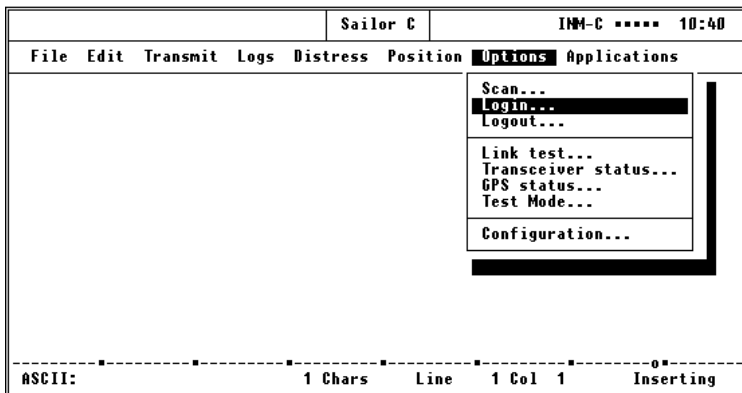 Sailor C INM-C ▪▪▪▪▪ 10:40
File Edit Transmit Logs Distress Position Options Applications
Scan...
Login...
Logout...
Link test...
Transceiver status...
GPS status...
Test Mode...
Configuration...
ASCII: 1 Chars Line 1 Col 1 Inserting